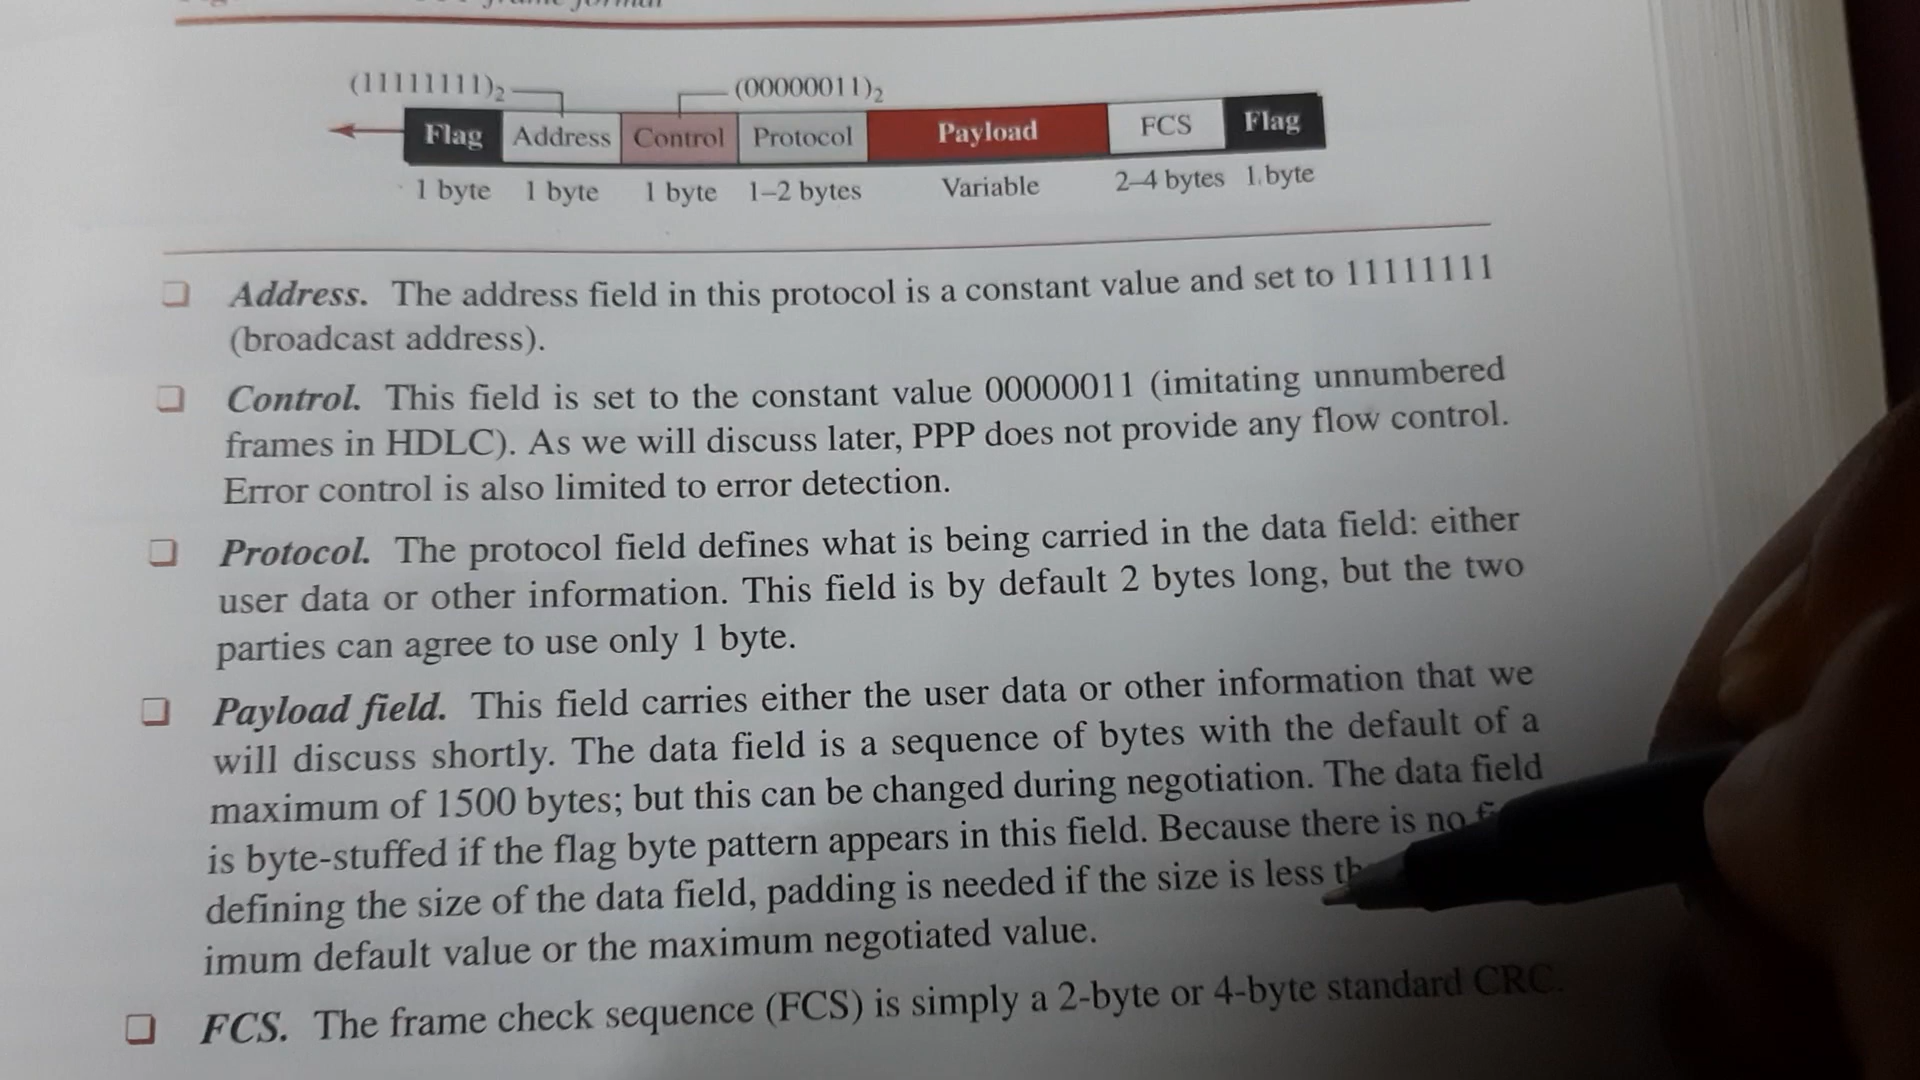 frame format
(11111111)2 (00000011)2
Flag Address Control Protocol Payload FCS Flag
1 byte 1 byte 1 byte 1–2 bytes Variable 2–4 bytes 1 byte
❑ Address. The address field in this protocol is a constant value and set to 11111111
(broadcast address).
❑ Control. This field is set to the constant value 00000011 (imitating unnumbered
frames in HDLC). As we will discuss later, PPP does not provide any flow control.
Error control is also limited to error detection.
❑ Protocol. The protocol field defines what is being carried in the data field: either
user data or other information. This field is by default 2 bytes long, but the two
parties can agree to use only 1 byte.
❑ Payload field. This field carries either the user data or other information that we
will discuss shortly. The data field is a sequence of bytes with the default of a
maximum of 1500 bytes; but this can be changed during negotiation. The data field
is byte-stuffed if the flag byte pattern appears in this field. Because there is no
defining the size of the data field, padding is needed if the size is less
imum default value or the maximum negotiated value.
❑ FCS. The frame check sequence (FCS) is simply a 2-byte or 4-byte standard CRC.